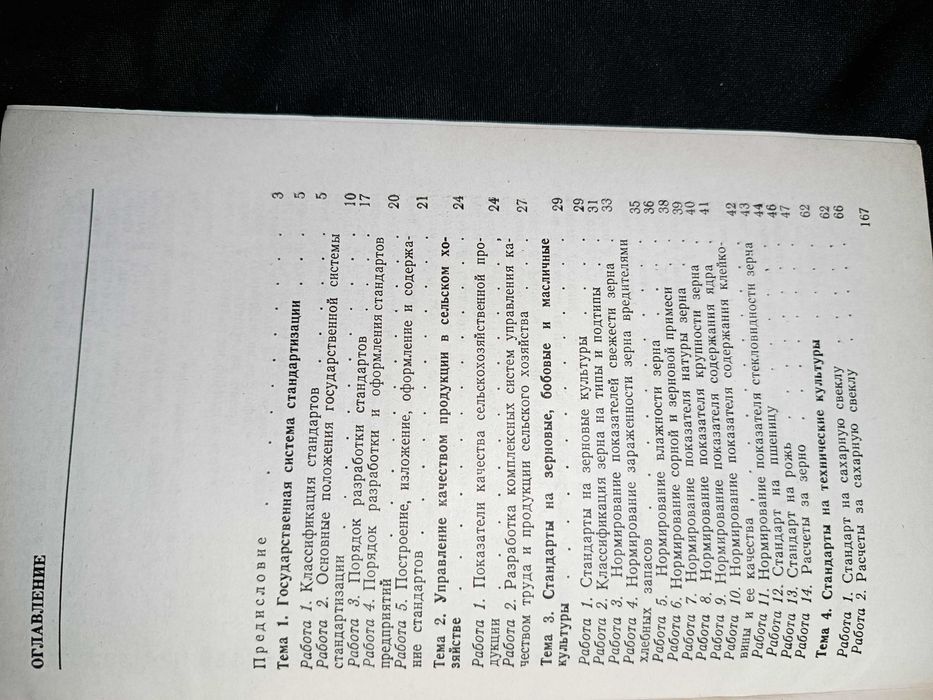 ОГЛАВЛЕНИЕ
Предисловие . . . . . . . . . 3
Тема 1. Государственная система стандартизации . . . . 5
Работа 1. Классификация стандартов . . . . . . 5
Работа 2. Основные положения государственной системы
стандартизации . . . . . . . . . 10
Работа 3. Порядок разработки стандартов . . . . . 17
Работа 4. Порядок разработки и оформления стандартов
предприятий . . . . . . . . . 20
Работа 5. Построение, изложение, оформление и содержа-
ние стандартов . . . . . . . . . 21
Тема 2. Управление качеством продукции в сельском хо-
зяйстве . . . . . . . . . 24
Работа 1. Показатели качества сельскохозяйственной про-
дукции . . . . . . . . . 24
Работа 2. Разработка комплексных систем управления ка-
чеством труда и продукции сельского хозяйства . . . 27
Тема 3. Стандарты на зерновые, бобовые и масличные
культуры . . . . . . . . . 29
Работа 1. Стандарты на зерновые культуры . . . . 29
Работа 2. Классификация зерна на типы и подтипы . . . 31
Работа 3. Нормирование показателей свежести зерна . . 33
Работа 4. Нормирование зараженности зерна вредителями
хлебных запасов . . . . . . . . . 35
Работа 5. Нормирование влажности зерна . . . . 36
Работа 6. Нормирование сорной и зерновой примеси . . 38
Работа 7. Нормирование показателя натуры зерна . . . 39
Работа 8. Нормирование показателя крупности зерна . . 40
Работа 9. Нормирование показателя содержания ядра . . 41
Работа 10. Нормирование показателя содержания клейко-
вины и ее качества . . . . . . . . . 42
Работа 11. Нормирование показателя стекловидности зерна 43
Работа 12. Стандарт на пшеницу . . . . . . 44
Работа 13. Стандарт на рожь . . . . . . 46
Работа 14. Расчеты за зерно . . . . . . 47
Тема 4. Стандарты на технические культуры . . . . 62
Работа 1. Стандарт на сахарную свеклу . . . . . 62
Работа 2. Расчеты за сахарную свеклу . . . . . 66
167